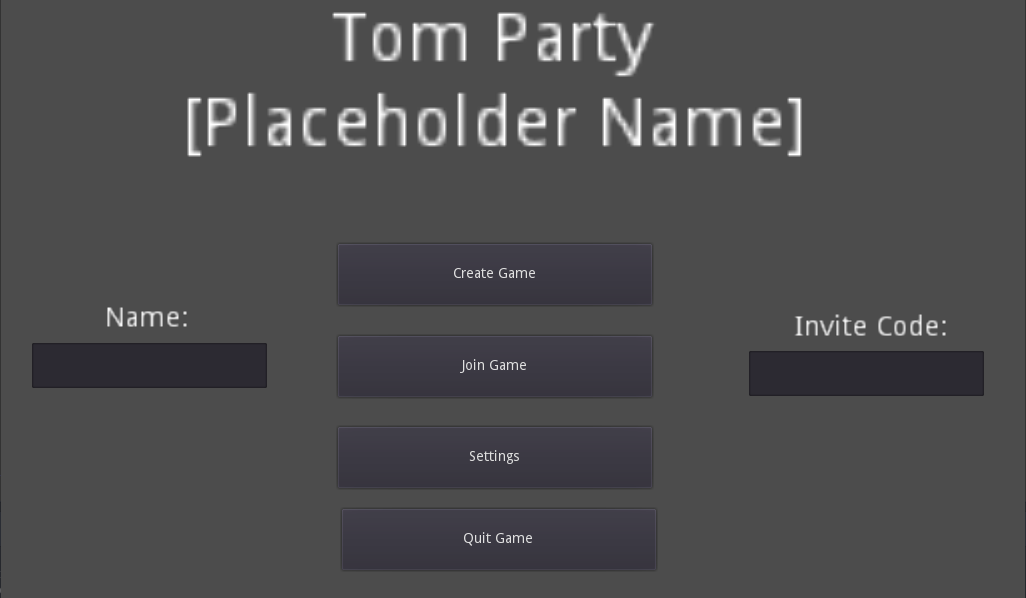 Tom Party
[Placeholder Name]
Create Game
Name:
Invite Code:
Join Game
Settings
Quit Game